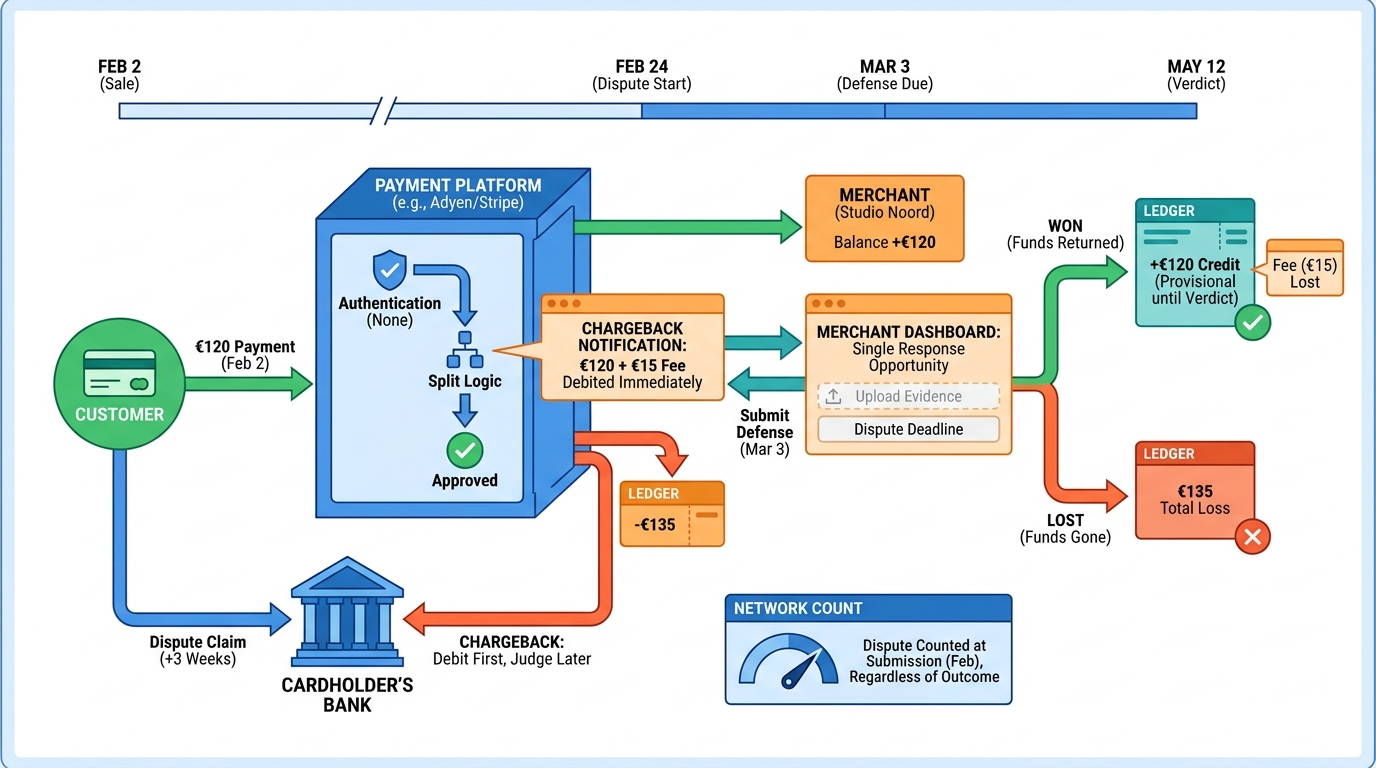 FEB 2
(Sale)
FEB 24
(Dispute Start)
MAR 3
(Defense Due)
MAY 12
(Verdict)
PAYMENT PLATFORM
(e.g., Adyen/Stripe)
Authentication
(None)
Split Logic
Approved
€120 Payment
(Feb 2)
CUSTOMER
MERCHANT
(Studio Noord)
Balance +€120
CHARGEBACK
NOTIFICATION:
€120 + €15 Fee
Debited Immediately
MERCHANT DASHBOARD:
Single Response
Opportunity
Upload Evidence
Dispute Deadline
Submit
Defense
(Mar 3)
WON
(Funds Returned)
LEDGER
+€120 Credit
(Provisional
until Verdict)
Fee (€15)
Lost
LEDGER
-€135
LOST
(Funds Gone)
LEDGER
€135
Total Loss
Dispute Claim
(+3 Weeks)
CARDHOLDER'S
BANK
CHARGEBACK:
Debit First, Judge Later
NETWORK COUNT
Dispute Counted at
Submission (Feb),
Regardless of Outcome